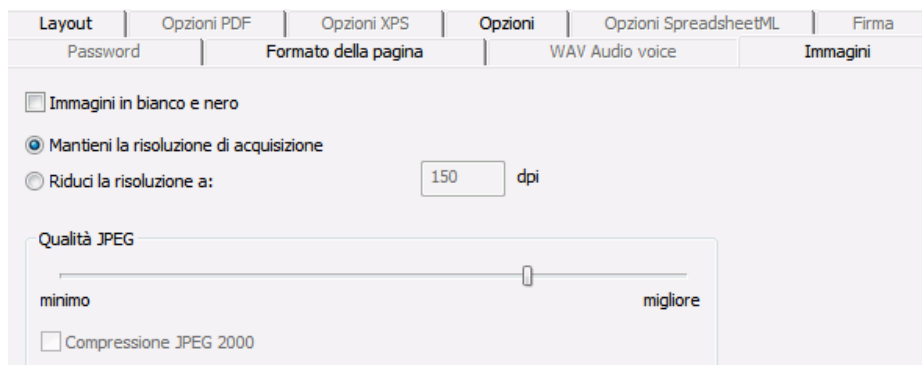 Layout Opzioni PDF Opzioni XPS Opzioni Opzioni SpreadsheetML Firma
Password Formato della pagina WAV Audio voice Immagini
Immagini in bianco e nero
Mantieni la risoluzione di acquisizione
Riduci la risoluzione a: 150 dpi
Qualità JPEG
minimo migliore
Compressione JPEG 2000